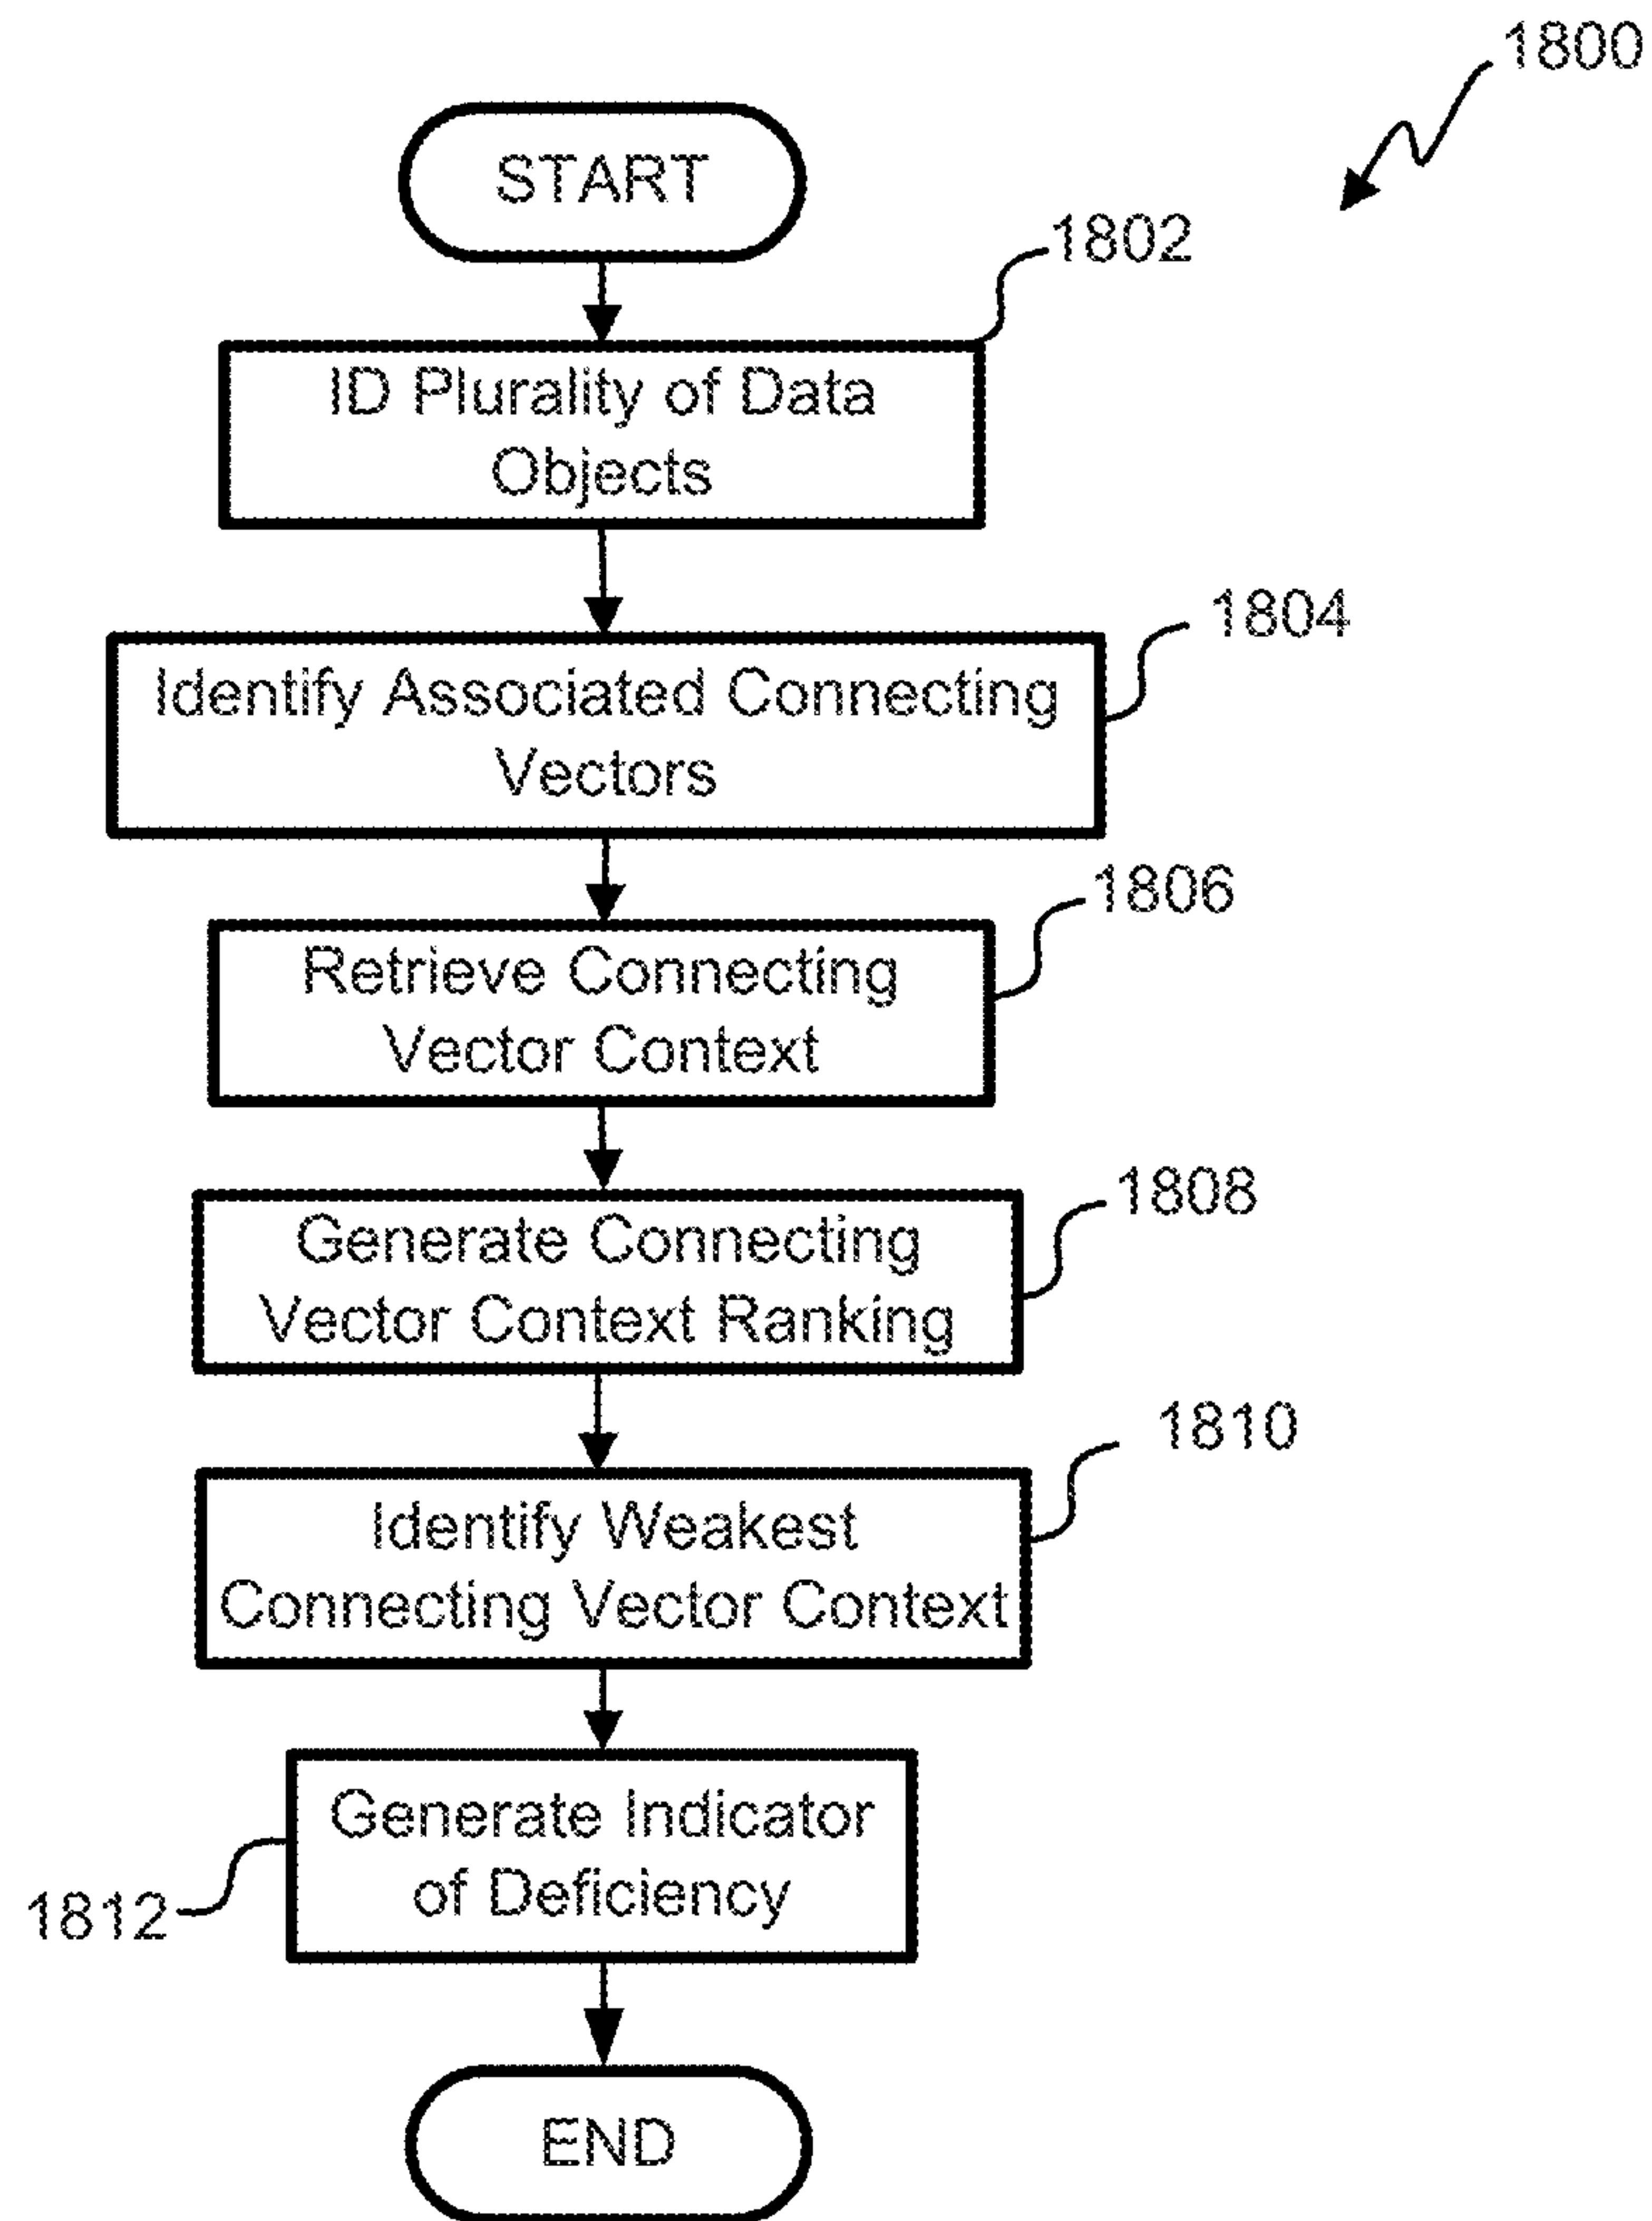 1800
START
1802
ID Plurality of Data
Objects
1804
Identify Associated Connecting
Vectors
1806
Retrieve Connecting
Vector Context
1808
Generate Connecting
Vector Context Ranking
1810
Identify Weakest
Connecting Vector Context
Generate Indicator
of Deficiency
1812
END